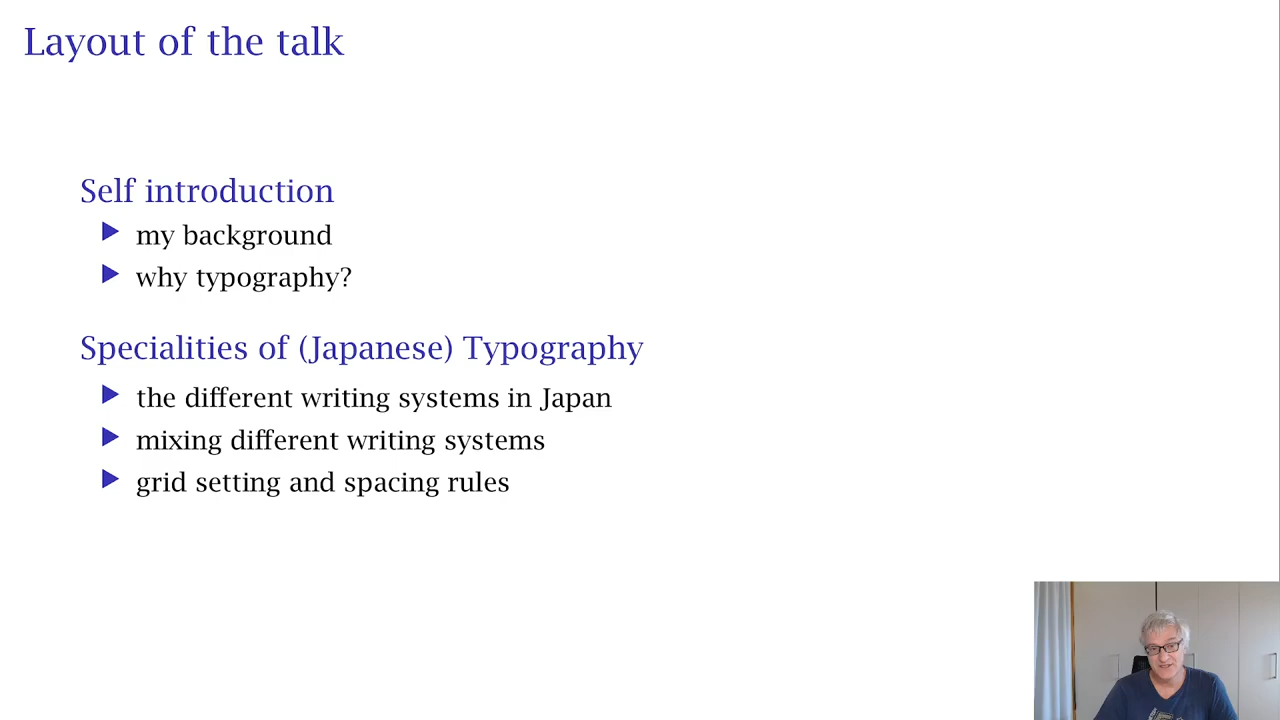 Layout of the talk
Self introduction
my background
why typography?
Specialities of (Japanese) Typography
the different writing systems in Japan
mixing different writing systems
grid setting and spacing rules